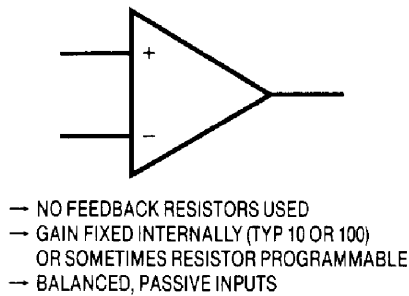 +
−
→ NO FEEDBACK RESISTORS USED
→ GAIN FIXED INTERNALLY (TYP 10 OR 100)
OR SOMETIMES RESISTOR PROGRAMMABLE
→ BALANCED, PASSIVE INPUTS